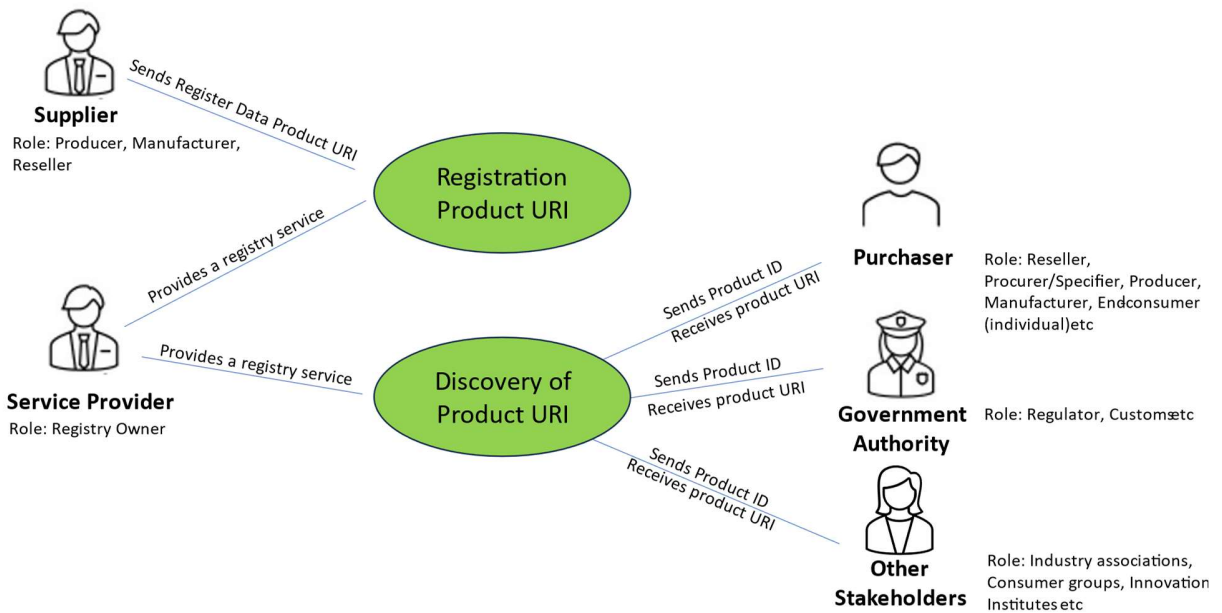 Sends Register Data Product URI
Supplier
Role: Producer, Manufacturer,
Reseller
Registration
Product URI
Provides a registry service
Provides a registry service
Service Provider
Role: Registry Owner
Discovery of
Product URI
Sends Product ID
Receives product URI
Purchaser
Role: Reseller,
Procurer/Specifier, Producer,
Manufacturer, End-consumer
(individual)etc
Sends Product ID
Receives product URI
Government
Authority
Role: Regulator, Customsetc
Sends Product ID
Receives product URI
Other
Stakeholders
Role: Industry associations,
Consumer groups, Innovation
Institutes etc